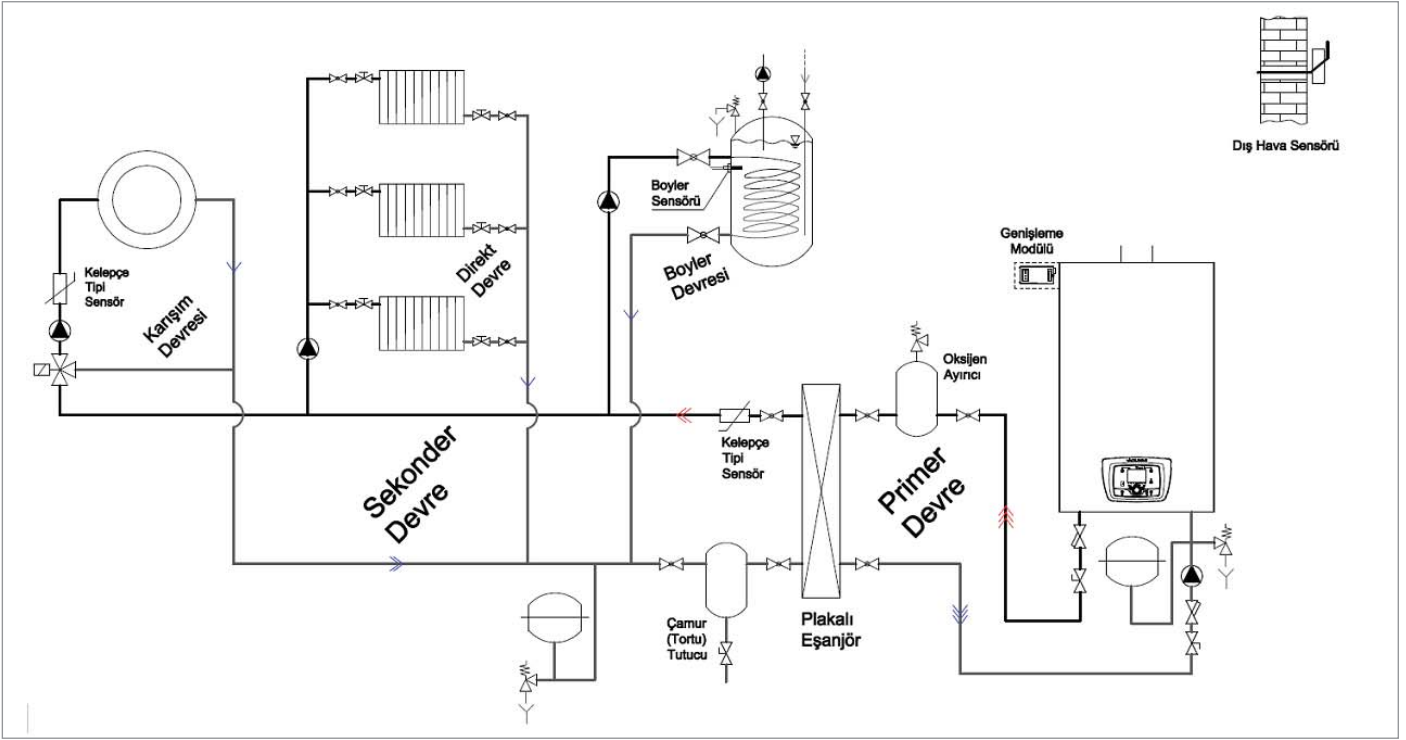 Dış Hava Sensörü
Boyler
Sensörü
Direkt
Devre
Boyler
Devresi
Genişleme
Modülü
Kelepçe
Tipi
Sensör
Karışım
Devresi
Oksijen
Ayırıcı
Kelepçe
Tipi
Sensör
Sekonder
Devre
Primer
Devre
Çamur
(Tortu)
Tutucu
Plakalı
Eşanjör